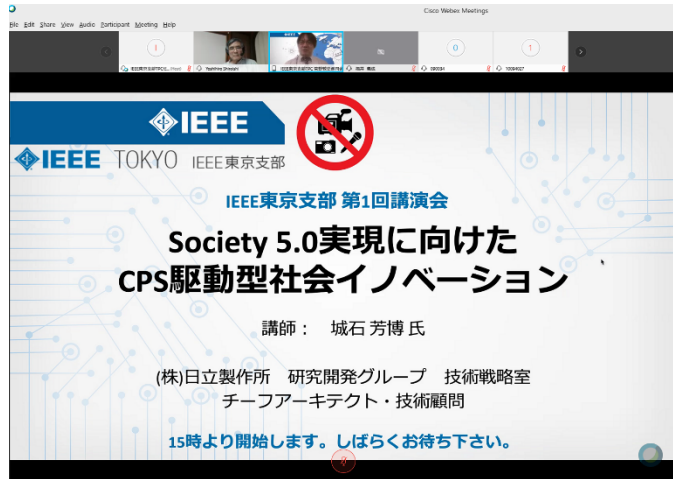 Cisco Webex Meetings
File Edit Share View Audio Participant Meeting Help
Yoshihiro Shiroishi
IEEE
IEEE TOKYO IEEE東京支部
IEEE東京支部 第1回講演会
Society 5.0実現に向けた
CPS駆動型社会イノベーション
講師： 城石 芳博 氏
(株)日立製作所 研究開発グループ 技術戦略室
チーフアーキテクト・技術顧問
15時より開始します。しばらくお待ち下さい。